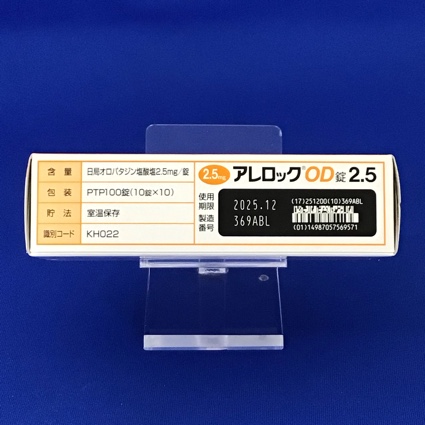 含量 日局オロパタジン塩酸塩2.5mg/錠
包装 PTP100錠(10錠×10)
貯法 室温保存
識別コード KH022
2.5mg アレロック OD錠 2.5
使用期限 2025.12
製造番号 369ABL
(17)251200(10)369ABL
(01)14987057569571